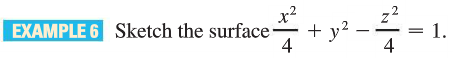 EXAMPLE 6 Sketch the surface x²/4 + y² − z²/4 = 1.